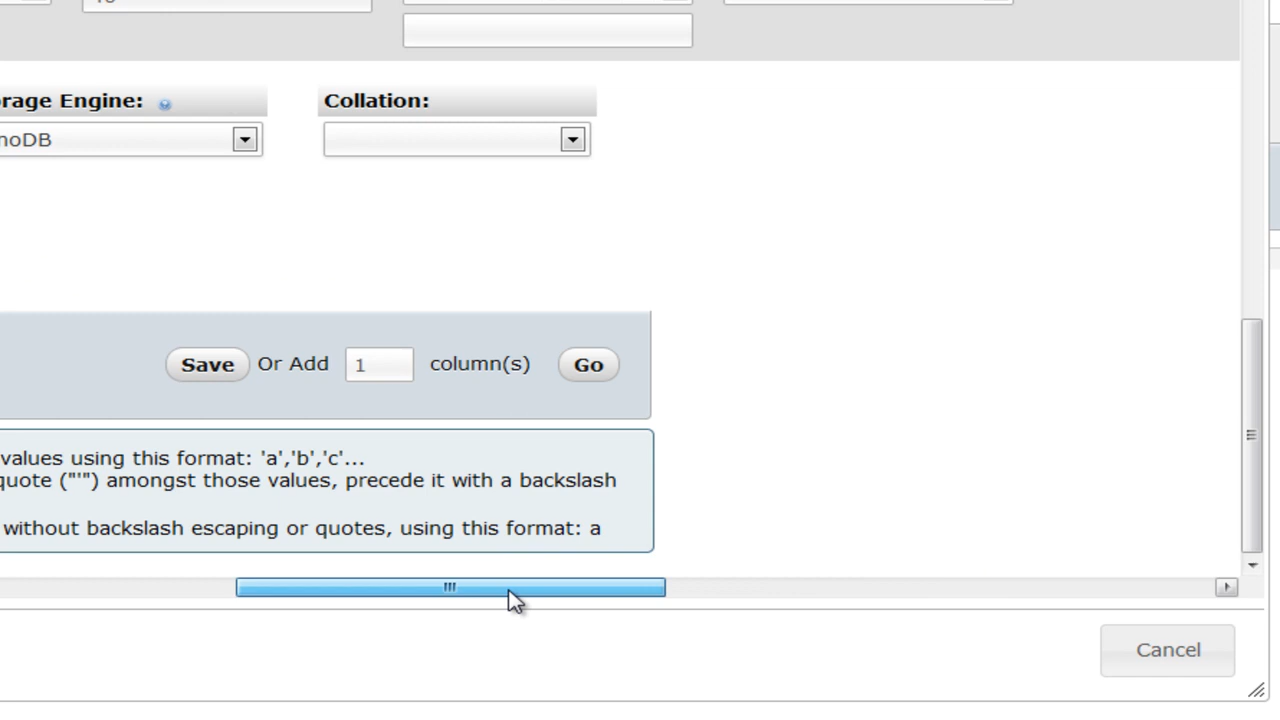 rage Engine:
Collation:
noDB
Save Or Add 1 column(s) Go
values using this format: 'a','b','c'...
quote ("'") amongst those values, precede it with a backslash
without backslash escaping or quotes, using this format: a
Cancel